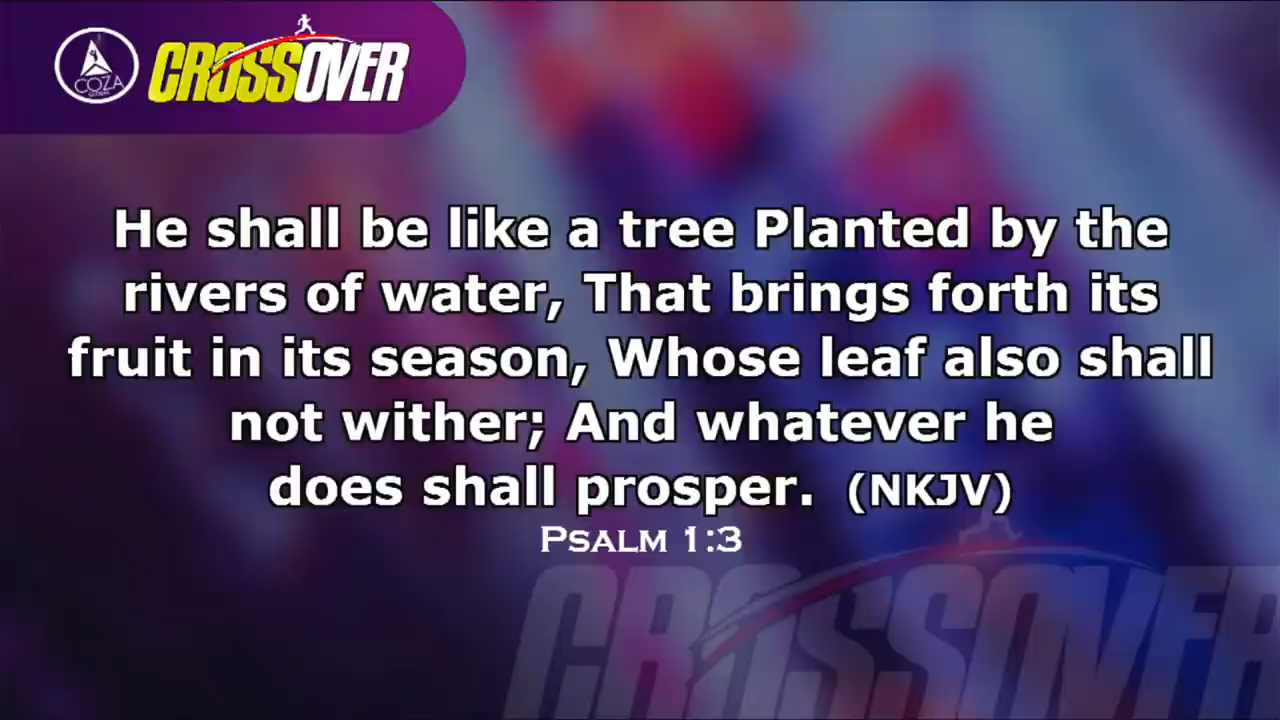 COZA
CROSSOVER
He shall be like a tree Planted by the
rivers of water, That brings forth its
fruit in its season, Whose leaf also shall
not wither; And whatever he
does shall prosper. (NKJV)
Psalm 1:3
CROSSOVER